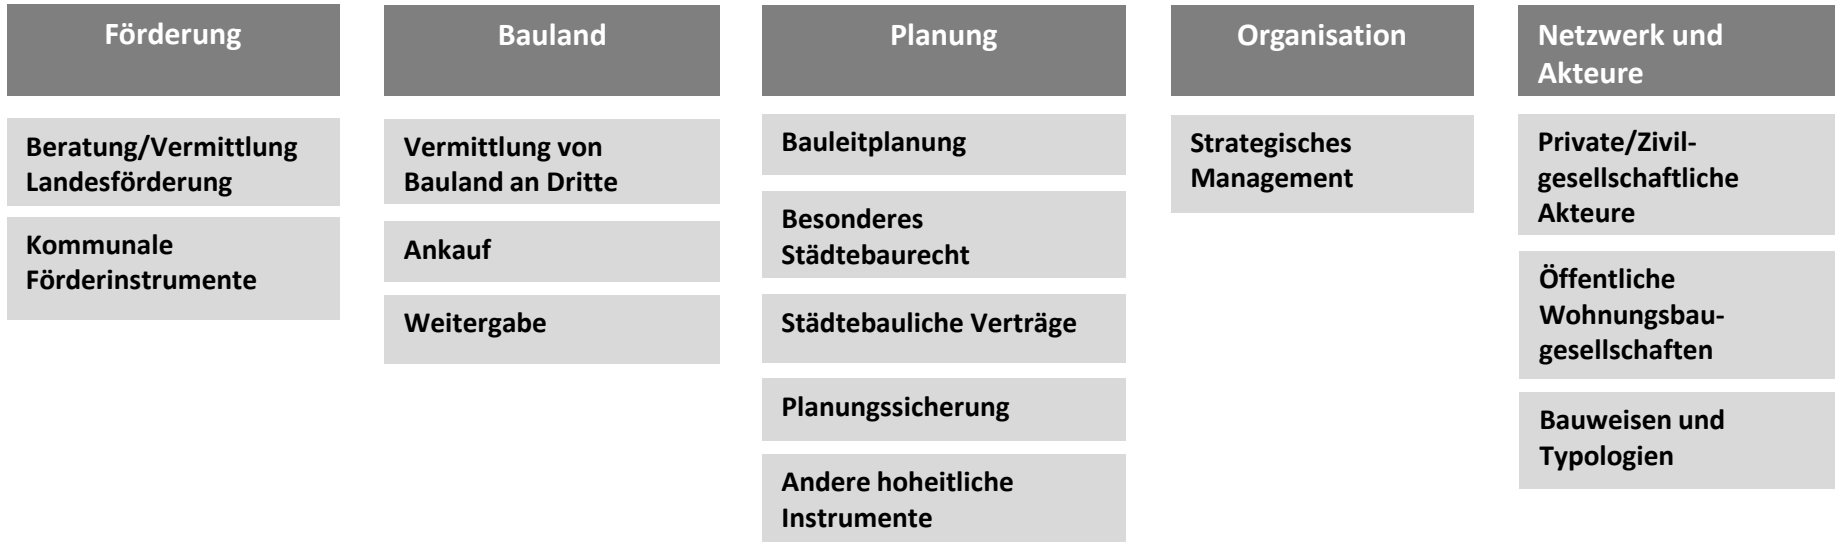 Förderung
Beratung/Vermittlung
Landesförderung
Kommunale
Förderinstrumente
Bauland
Vermittlung von
Bauland an Dritte
Ankauf
Weitergabe
Planung
Bauleitplanung
Besonderes
Städtebaurecht
Städtebauliche Verträge
Planungssicherung
Andere hoheitliche
Instrumente
Organisation
Strategisches
Management
Netzwerk und
Akteure
Private/Zivil-
gesellschaftliche
Akteure
Öffentliche
Wohnungsbau-
gesellschaften
Bauweisen und
Typologien